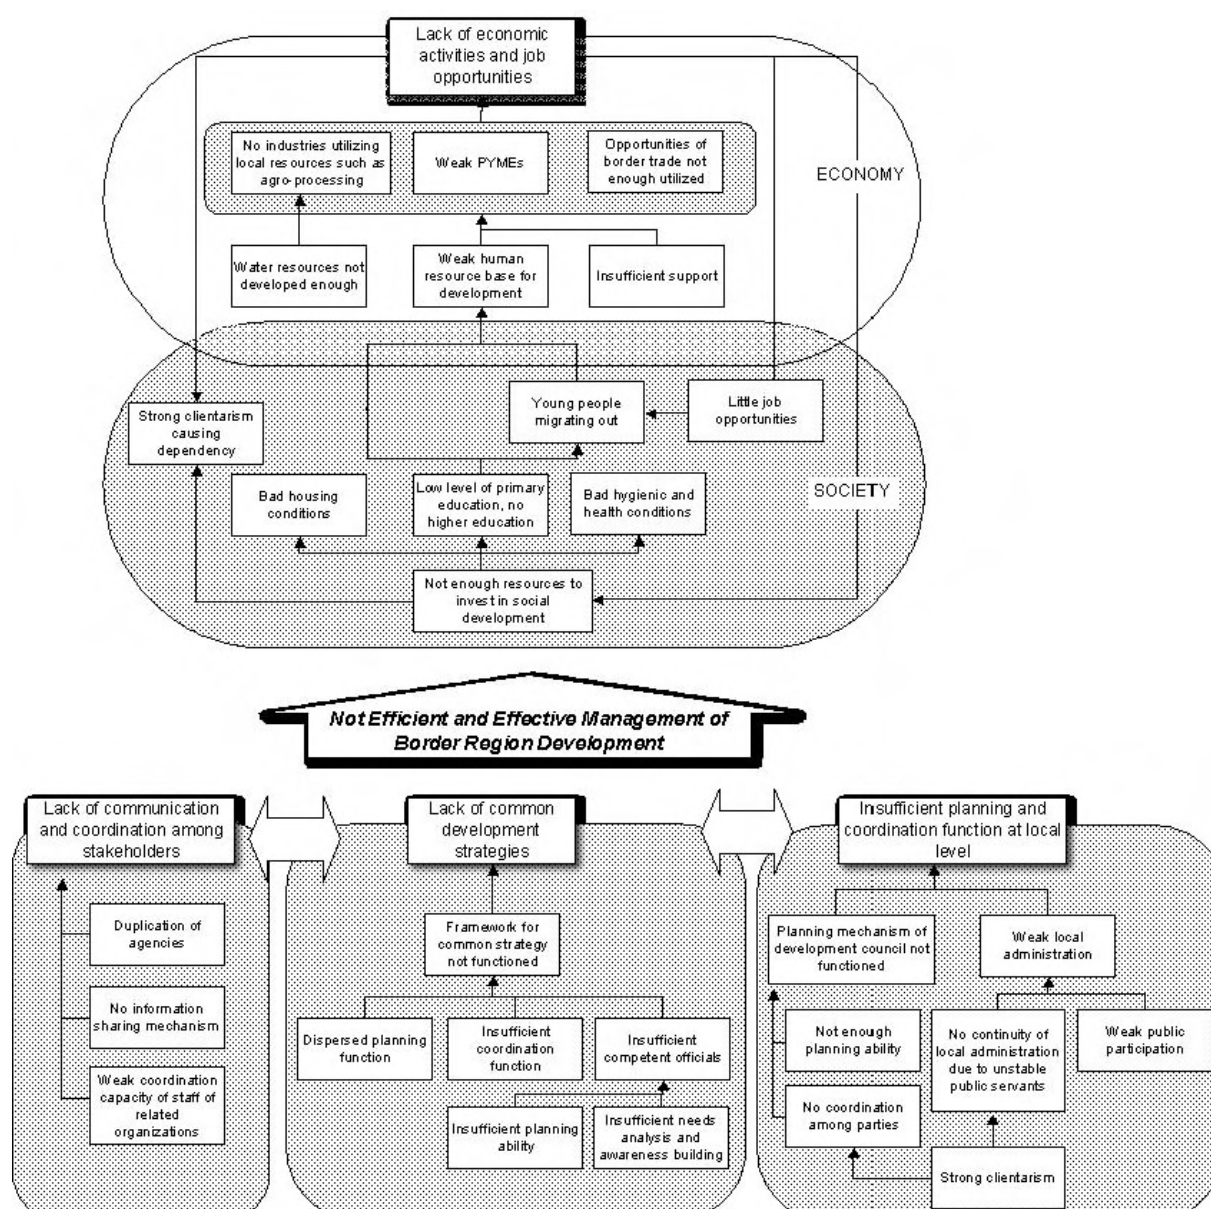 Lack of economic
activities and job
opportunities
No industries utilizing
local resources such as
agro-processing
Weak PYMEs
Opportunities of
border trade not
enough utilized
ECONOMY
Water resources not
developed enough
Weak human
resource base for
development
Insufficient support
Strong clientarism
causing
dependency
Young people
migrating out
Little job
opportunities
Bad housing
conditions
Low level of primary
education, no
higher education
Bad hygienic and
health conditions
SOCIETY
Not enough resources to
invest in social
development
Not Efficient and Effective Management of
Border Region Development
Lack of communication
and coordination among
stakeholders
Lack of common
development
strategies
Insufficient planning and
coordination function at local
level
Duplication of
agencies
No information
sharing mechanism
Weak coordination
capacity of staff of
related
organizations
Framework for
common strategy
not functioned
Dispersed planning
function
Insufficient
coordination
function
Insufficient
competent officials
Insufficient planning
ability
Insufficient needs
analysis and
awareness building
Planning mechanism of
development council not
functioned
Weak local
administration
Not enough
planning ability
No continuity of
local administration
due to unstable
public servants
Weak public
participation
No coordination
among parties
Strong clientarism